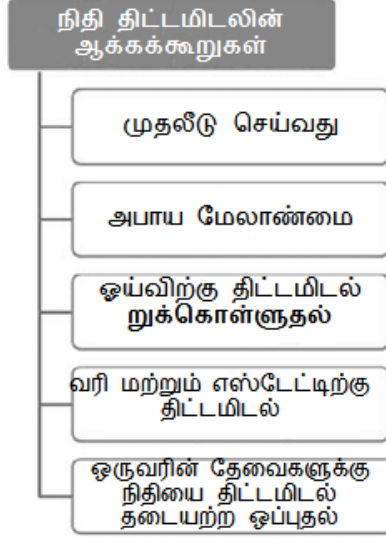 நிதி திட்டமிடலின்
ஆக்கக்கூறுகள்
முதலீடு செய்வது
அபாய மேலாண்மை
ஓய்விற்கு திட்டமிடல்
றுக்கொள்ளுதல்
வரி மற்றும் எஸ்டேட்டிற்கு
திட்டமிடல்
ஒருவரின் தேவைகளுக்கு
நிதியை திட்டமிடல்
தடையற்ற ஒப்புதல்